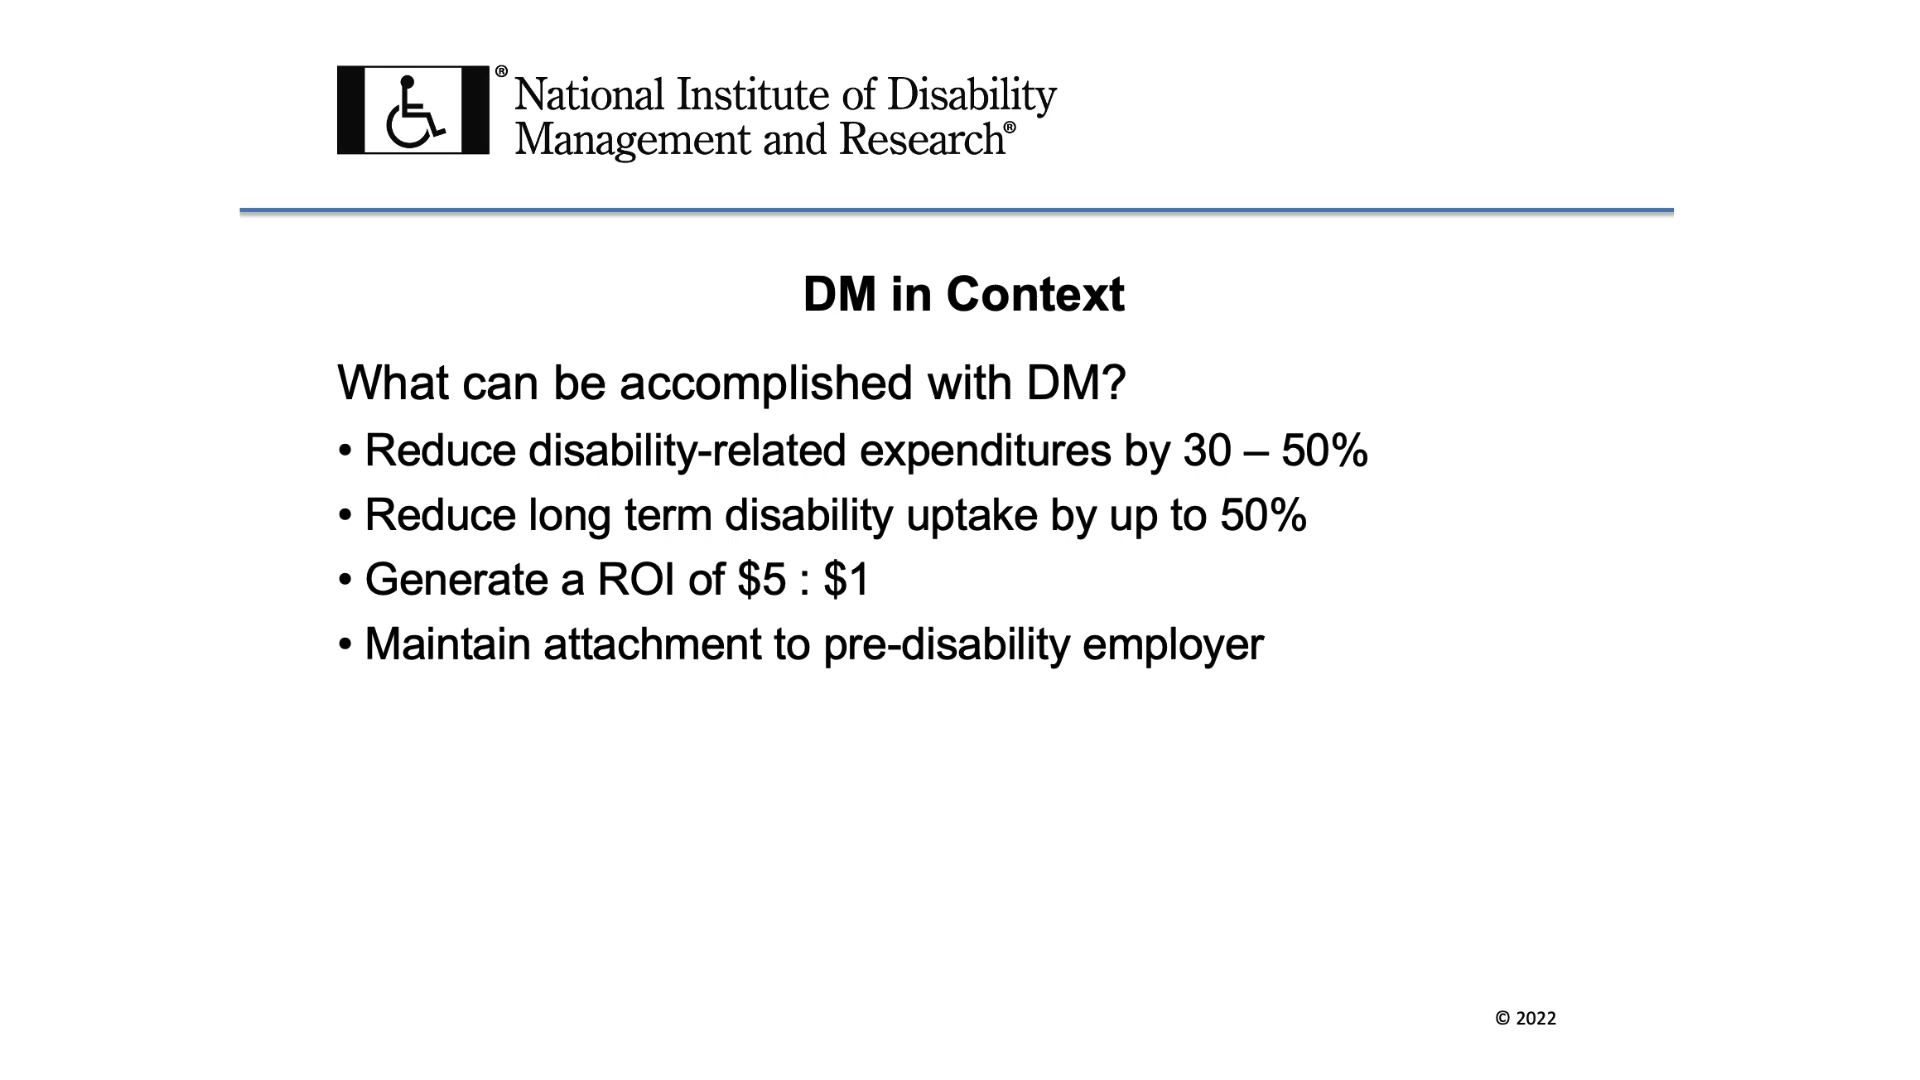 ® National Institute of Disability
Management and Research®
DM in Context
What can be accomplished with DM?
• Reduce disability-related expenditures by 30 – 50%
• Reduce long term disability uptake by up to 50%
• Generate a ROI of $5 : $1
• Maintain attachment to pre-disability employer
© 2022